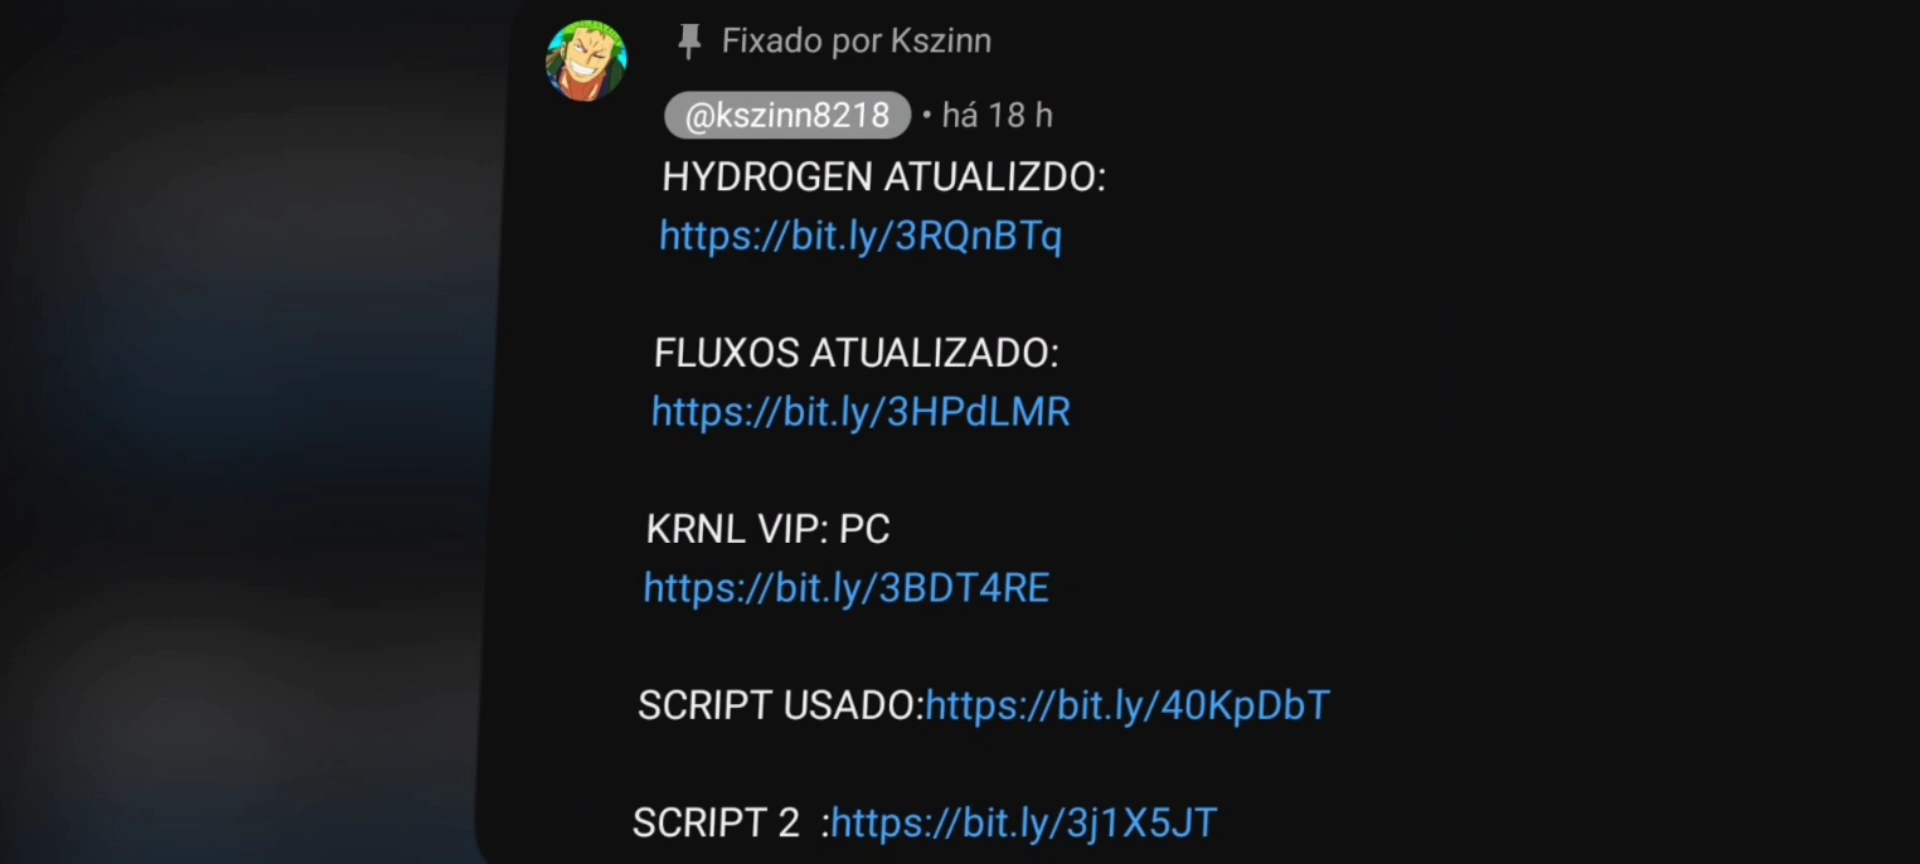 Fixado por Kszinn
@kszinn8218 • há 18 h
HYDROGEN ATUALIZDO:
https://bit.ly/3RQnBTq
FLUXOS ATUALIZADO:
https://bit.ly/3HPdLMR
KRNL VIP: PC
https://bit.ly/3BDT4RE
SCRIPT USADO:https://bit.ly/40KpDbT
SCRIPT 2  :https://bit.ly/3j1X5JT